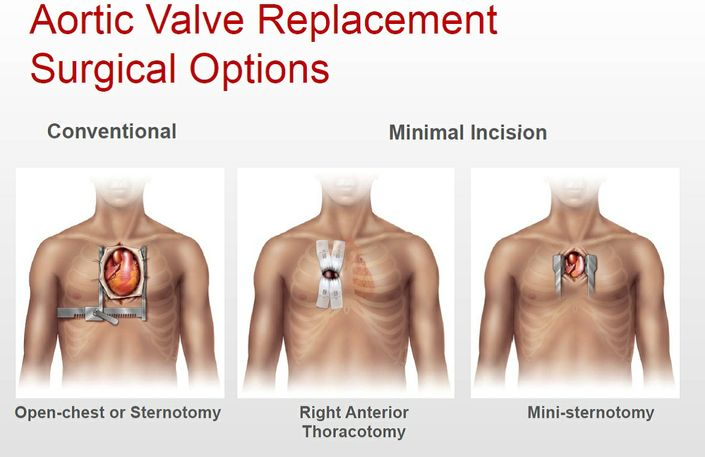 Aortic Valve Replacement
Surgical Options
Conventional
Minimal Incision
Open-chest or Sternotomy
Right Anterior
Thoracotomy
Mini-sternotomy